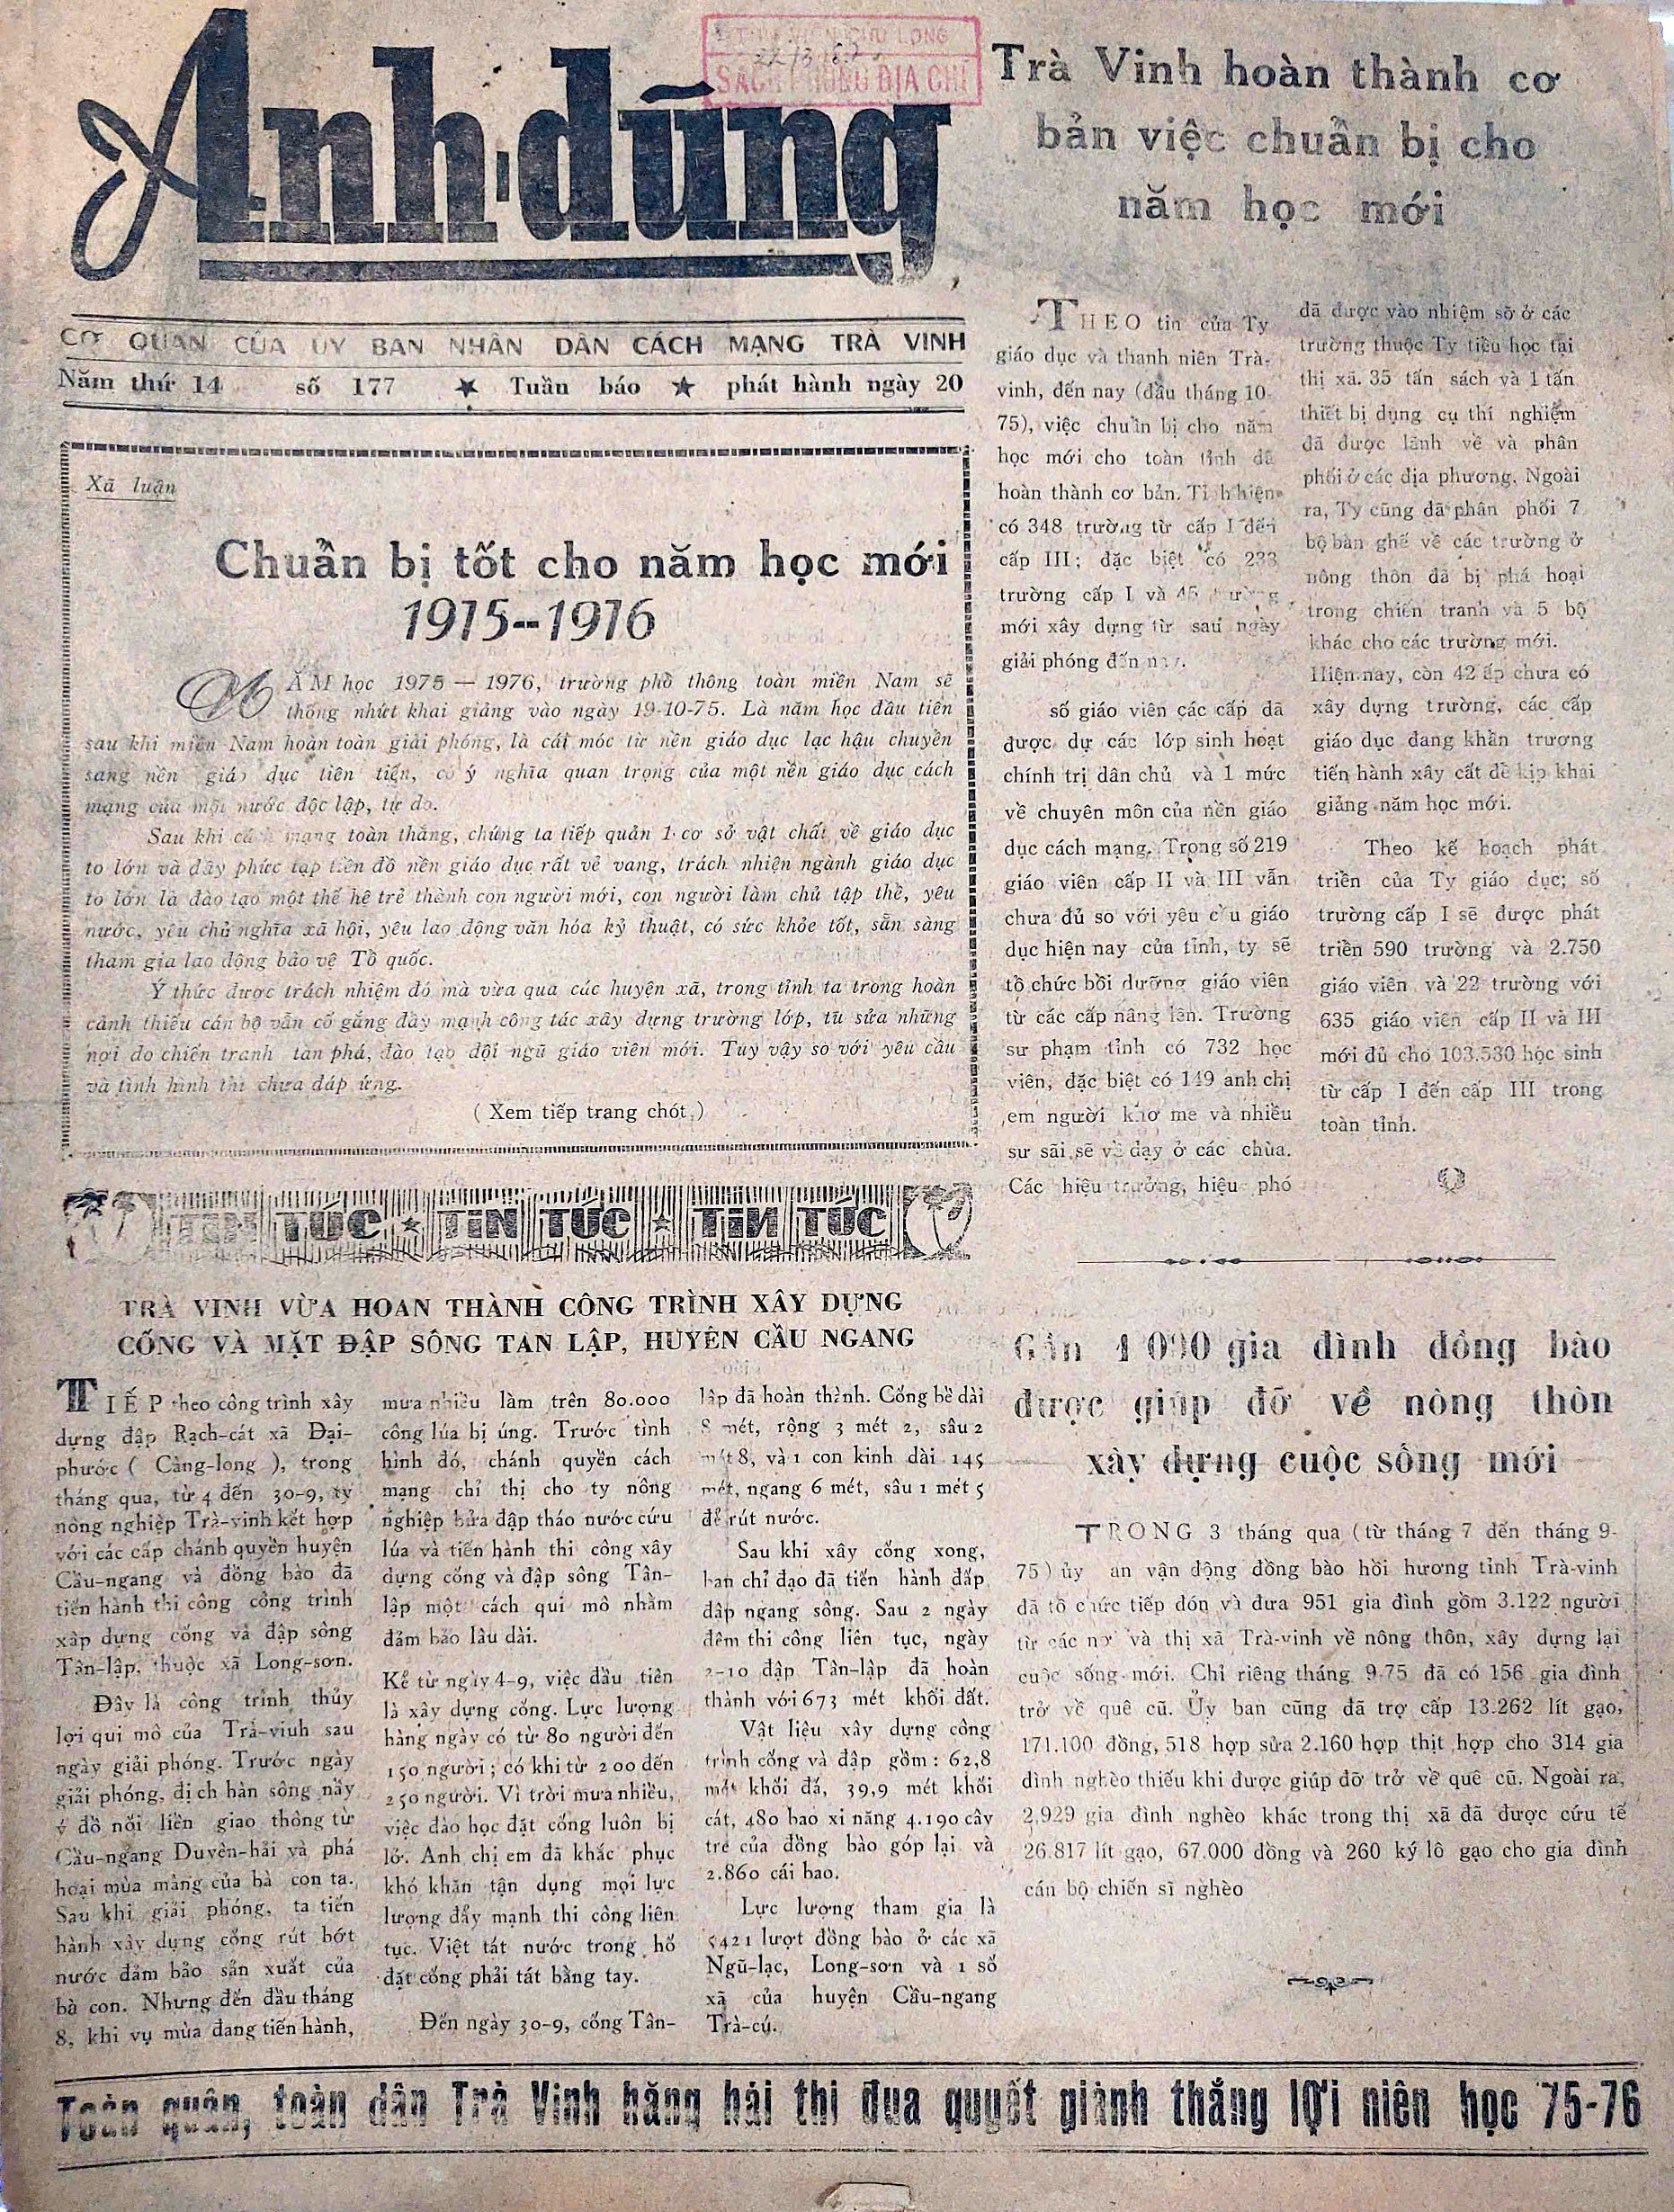 Anh-dũng
THƯ VIỆN CỬU LONG
SÁCH PHÒNG ĐỊA CHÍ
CƠ QUAN CỦA UY BAN NHÂN DÂN CÁCH MẠNG TRÀ VINH
Năm thứ 14 số 177 ★ Tuần báo ★ phát hành ngày 20
Xã luận
Chuẩn bị tốt cho năm học mới
1975--1976
NĂM học 1975 — 1976, trường phổ thông toàn miền Nam sẽ
thống nhứt khai giảng vào ngày 19-10-75. Là năm học đầu tiên
sau khi miền Nam hoàn toàn giải phóng, là cái móc từ nền giáo dục lạc hậu chuyển
sang nền giáo dục tiên tiến, có ý nghĩa quan trọng của một nền giáo dục cách
mạng của một nước độc lập, tự do.
Sau khi cách mạng toàn thắng, chúng ta tiếp quản 1 cơ sở vật chất về giáo dục
to lớn và đầy phức tạp tiền đồ nền giáo dục rất vẻ vang, trách nhiện ngành giáo dục
to lớn là đào tạo một thế hệ trẻ thành con người mới, con người làm chủ tập thể, yêu
nước, yêu chủ nghĩa xã hội, yêu lao động văn hóa kỷ thuật, có sức khỏe tốt, sẵn sàng
tham gia lao động bảo vệ Tổ quốc.
Ý thức được trách nhiệm đó mà vừa qua các huyện xã, trong tỉnh ta trong hoàn
cảnh thiếu cán bộ vẫn cố gắng đẩy mạnh công tác xây dựng trường lớp, tu sửa những
nơi do chiến tranh tàn phá, đào tạo đội ngũ giáo viên mới. Tuy vậy so với yêu cầu
và tình hình thì chưa đáp ứng.
( Xem tiếp trang chót )
Trà Vinh hoàn thành cơ
bản việc chuẩn bị cho
năm học mới
THEO tin của Ty
giáo dục và thanh niên Trà-
vinh, đến nay (đầu tháng 10-
75), việc chuẩn bị cho năm
học mới cho toàn tỉnh đã
hoàn thành cơ bản. Tỉnh hiện
có 348 trường từ cấp I đến
cấp III; đặc biệt có 233
trường cấp I và 45 trường
mới xây dựng từ sau ngày
giải phóng đến nay.
số giáo viên các cấp đã
được dự các lớp sinh hoạt
chính trị dân chủ và 1 mức
về chuyên môn của nền giáo
dục cách mạng. Trong số 219
giáo viên cấp II và III vẫn
chưa đủ so với yêu cầu giáo
dục hiện nay của tỉnh, ty sẽ
tổ chức bồi dưỡng giáo viên
từ các cấp nâng lên. Trường
sư phạm tỉnh có 732 học
viên, đặc biệt có 149 anh chị
em người khơ me và nhiều
sư sãi sẽ về dạy ở các chùa.
Các hiệu trưởng, hiệu phó
đã được vào nhiệm sở ở các
trường thuộc Ty tiểu học tại
thị xã. 35 tấn sách và 1 tấn
thiết bị dụng cụ thí nghiệm
đã được lãnh về và phân
phối ở các địa phương. Ngoài
ra, Ty cũng đã phân phối 7
bộ bàn ghế về các trường ở
nông thôn đã bị phá hoại
trong chiến tranh và 5 bộ
khác cho các trường mới.
Hiện nay, còn 42 ấp chưa có
xây dựng trường, các cấp
giáo dục đang khẩn trương
tiến hành xây cất để kịp khai
giảng năm học mới.
Theo kế hoạch phát
triển của Ty giáo dục; số
trường cấp I sẽ được phát
triển 590 trường và 2.750
giáo viên và 22 trường với
635 giáo viên cấp II và III
mới đủ cho 103.530 học sinh
từ cấp I đến cấp III trong
toàn tỉnh.
TIN TỨC ★ TIN TỨC ★ TIN TỨC
TRÀ VINH VỪA HOAN THÀNH CÔNG TRÌNH XÂY DỰNG
CỐNG VÀ MẶT ĐẬP SÔNG TAN LẬP, HUYỆN CẦU NGANG
TIẾP theo công trình xây
dựng đập Rạch-cát xã Đại-
phước ( Càng-long ), trong
tháng qua, từ 4 đến 30-9, ty
nông nghiệp Trà-vinh kết hợp
với các cấp chánh quyền huyện
Cầu-ngang và đồng bào đã
tiến hành thi công công trình
xâp dựng cống và đập sông
Tân-lập, thuộc xã Long-sơn.
Đây là công trình thủy
lợi qui mô của Trà-viuh sau
ngày giải phóng. Trước ngày
giải phóng, địch hàn sông nầy
ý đồ nối liền giao thông từ
Cầu-ngang Duyên-hải và phá
hoại mùa màng của bà con ta.
Sau khi giải phóng, ta tiến
hành xây dựng cống rút bớt
nước đảm bảo sản xuất của
bà con. Nhưng đến đầu tháng
8, khi vụ mùa đang tiến hành,
mưa nhiều làm trên 80.000
công lúa bị úng. Trước tình
hình đó, chánh quyền cách
mạng chỉ thị cho ty nông
nghiệp bửa đập tháo nước cứu
lúa và tiến hành thi công xây
dựng cống và đập sông Tân-
lập một cách qui mô nhằm
đảm bảo lâu dài.
Kể từ ngày 4-9, việc đầu tiên
là xây dựng cống. Lực lượng
hàng ngày có từ 80 người đến
150 người; có khi từ 200 đến
250 người. Vì trời mưa nhiều,
việc đào học đặt cống luôn bị
lở. Anh chị em đã khắc phục
khó khăn tận dụng mọi lực
lượng đẩy mạnh thi công liên
tục. Việt tát nước trong hố
đặt cống phải tát bằng tay.
Đến ngày 30-9, cống Tân-
lập đã hoàn thành. Cống bề dài
8 mét, rộng 3 mét 2, sâu 2
mét 8, và 1 con kinh dài 145
mét, ngang 6 mét, sâu 1 mét 5
để rút nước.
Sau khi xây cống xong,
ban chỉ đạo đã tiến hành đắp
đập ngang sông. Sau 2 ngày
đêm thi công liên tục, ngày
2-10 đập Tân-lập đã hoàn
thành với 673 mét khối đất.
Vật liệu xây dựng công
trình cống và đập gồm: 62,8
mét khối đá, 39,9 mét khối
cát, 480 bao xi năng 4.190 cây
tre của đồng bào góp lại và
2.860 cái bao.
Lực lượng tham gia là
5421 lượt đồng bào ở các xã
Ngũ-lạc, Long-sơn và 1 số
xã của huyện Cầu-ngang
Trà-cú.
Gần 4 000 gia đình đồng bào
được giúp đỡ về nông thôn
xây dựng cuộc sống mới
TRONG 3 tháng qua (từ tháng 7 đến tháng 9-
75) ủy an vận động đồng bào hồi hương tỉnh Trà-vinh
đã tổ chức tiếp đón và đưa 951 gia đình gồm 3.122 người
từ các nơi và thị xã Trà-vinh về nông thôn, xây dựng lại
cuộc sống mới. Chỉ riêng tháng 9-75 đã có 156 gia đình
trở về quê cũ. Ủy ban cũng đã trợ cấp 13.262 lít gạo,
171.100 đồng, 518 hợp sửa 2.160 hợp thịt hợp cho 314 gia
đình nghèo thiếu khi được giúp đỡ trở về quê cũ. Ngoài ra,
2,929 gia đình nghèo khác trong thị xã đã được cứu tế
26.817 lít gạo, 67.000 đồng và 260 ký lô gạo cho gia đình
cán bộ chiến sĩ nghèo
Toàn quân, toàn dân Trà Vinh hăng hái thi đua quyết giành thắng lợi niên học 75-76